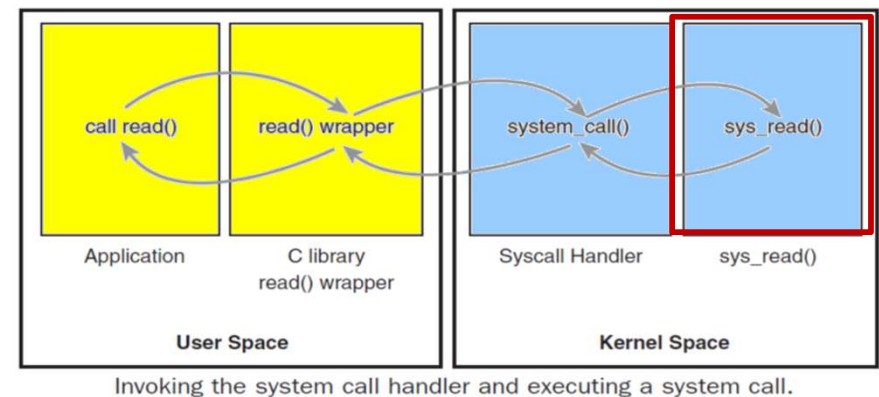 call read()
read() wrapper
system_call()
sys_read()
Application
C library
read() wrapper
Syscall Handler
sys_read()
User Space
Kernel Space
Invoking the system call handler and executing a system call.